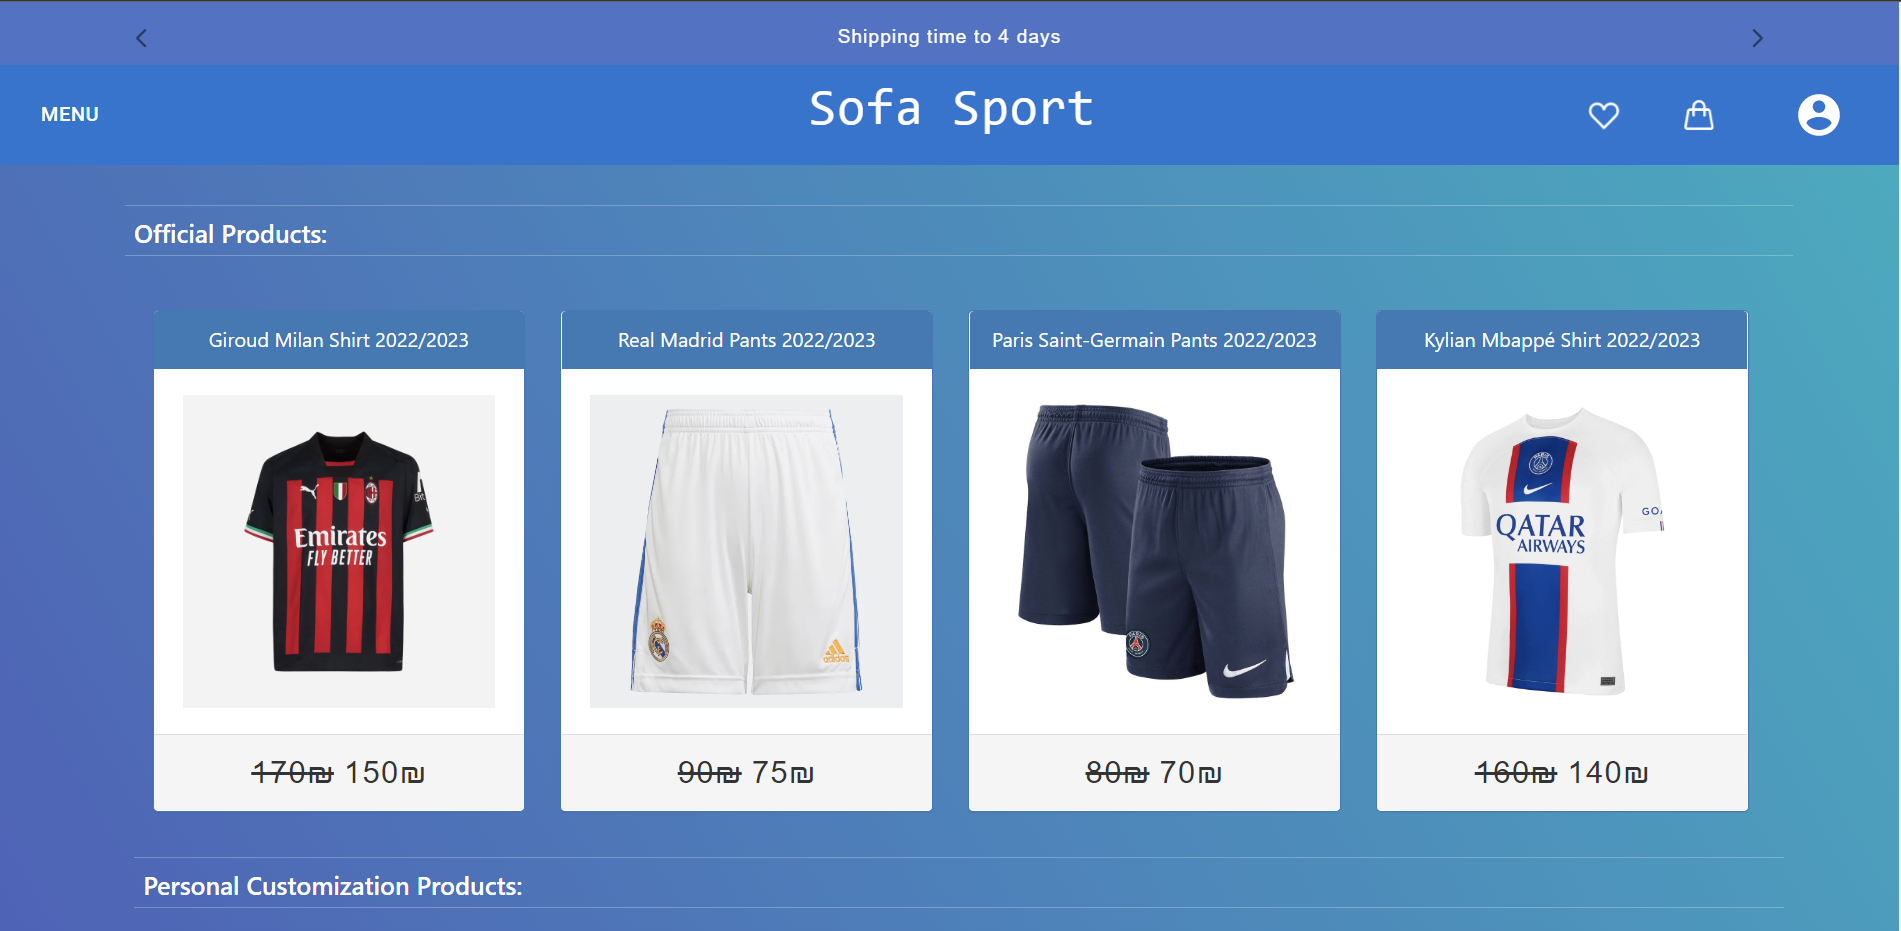 Shipping time to 4 days
MENU
Sofa Sport
Official Products:
Giroud Milan Shirt 2022/2023
Real Madrid Pants 2022/2023
Paris Saint-Germain Pants 2022/2023
Kylian Mbappé Shirt 2022/2023
Emirates
FLY BETTER
adidas
PARIS
QATAR
AIRWAYS
GOA
170₪ 150₪
90₪ 75₪
80₪ 70₪
160₪ 140₪
Personal Customization Products: